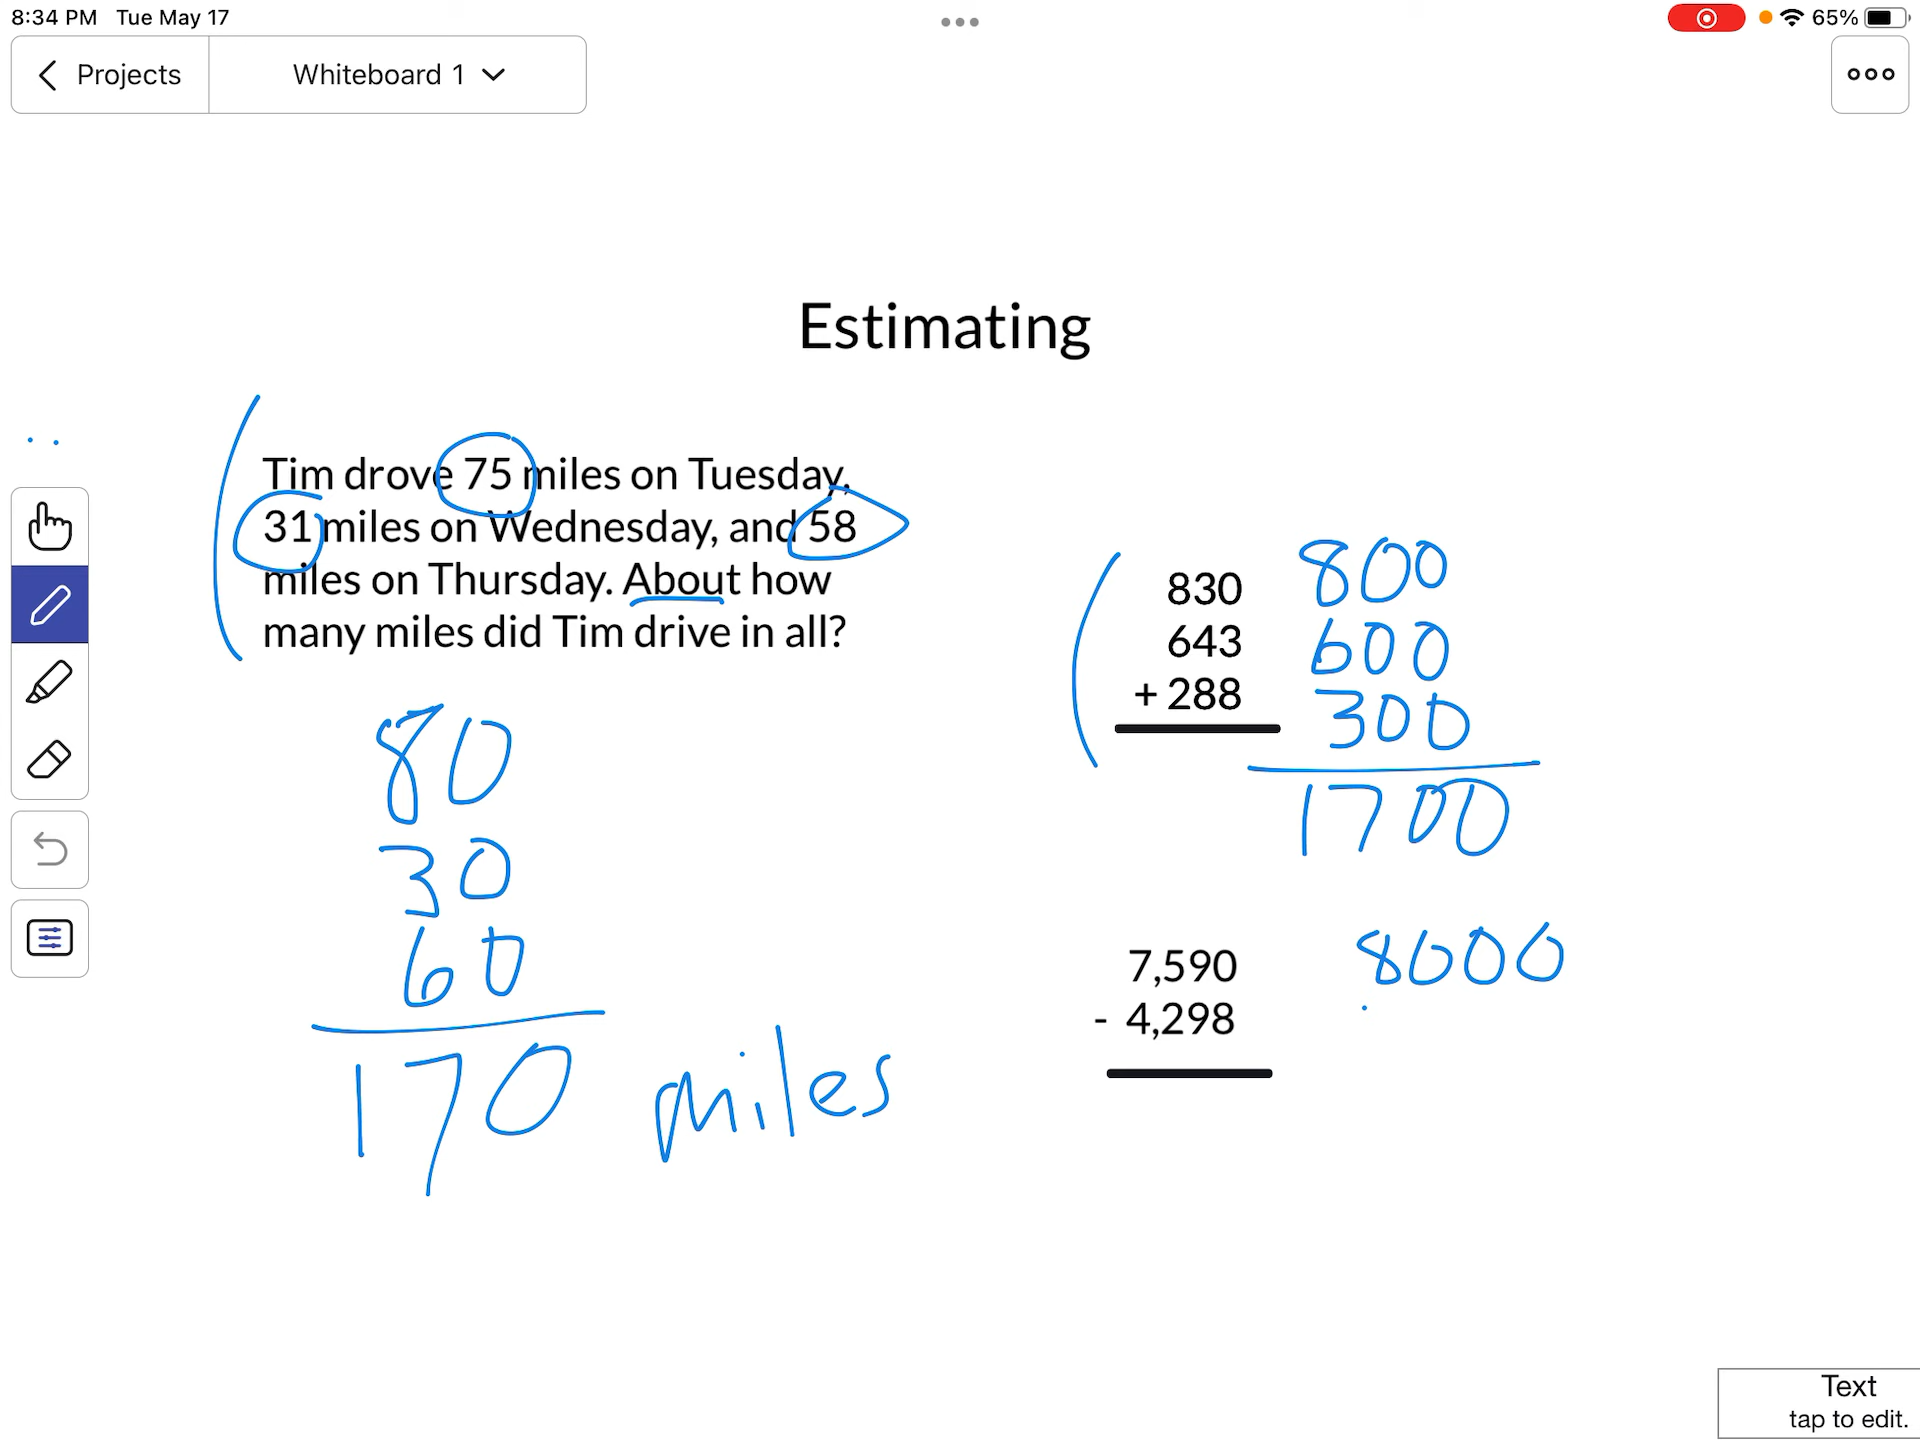 8:34 PM Tue May 17
65%
Projects
Whiteboard 1
Estimating
Tim drove 75 miles on Tuesday,
31 miles on Wednesday, and 58
miles on Thursday. About how
many miles did Tim drive in all?
80
30
60
170 miles
830 800
643 600
+ 288 300
1700
7,590 8000
- 4,298
Text
tap to edit.